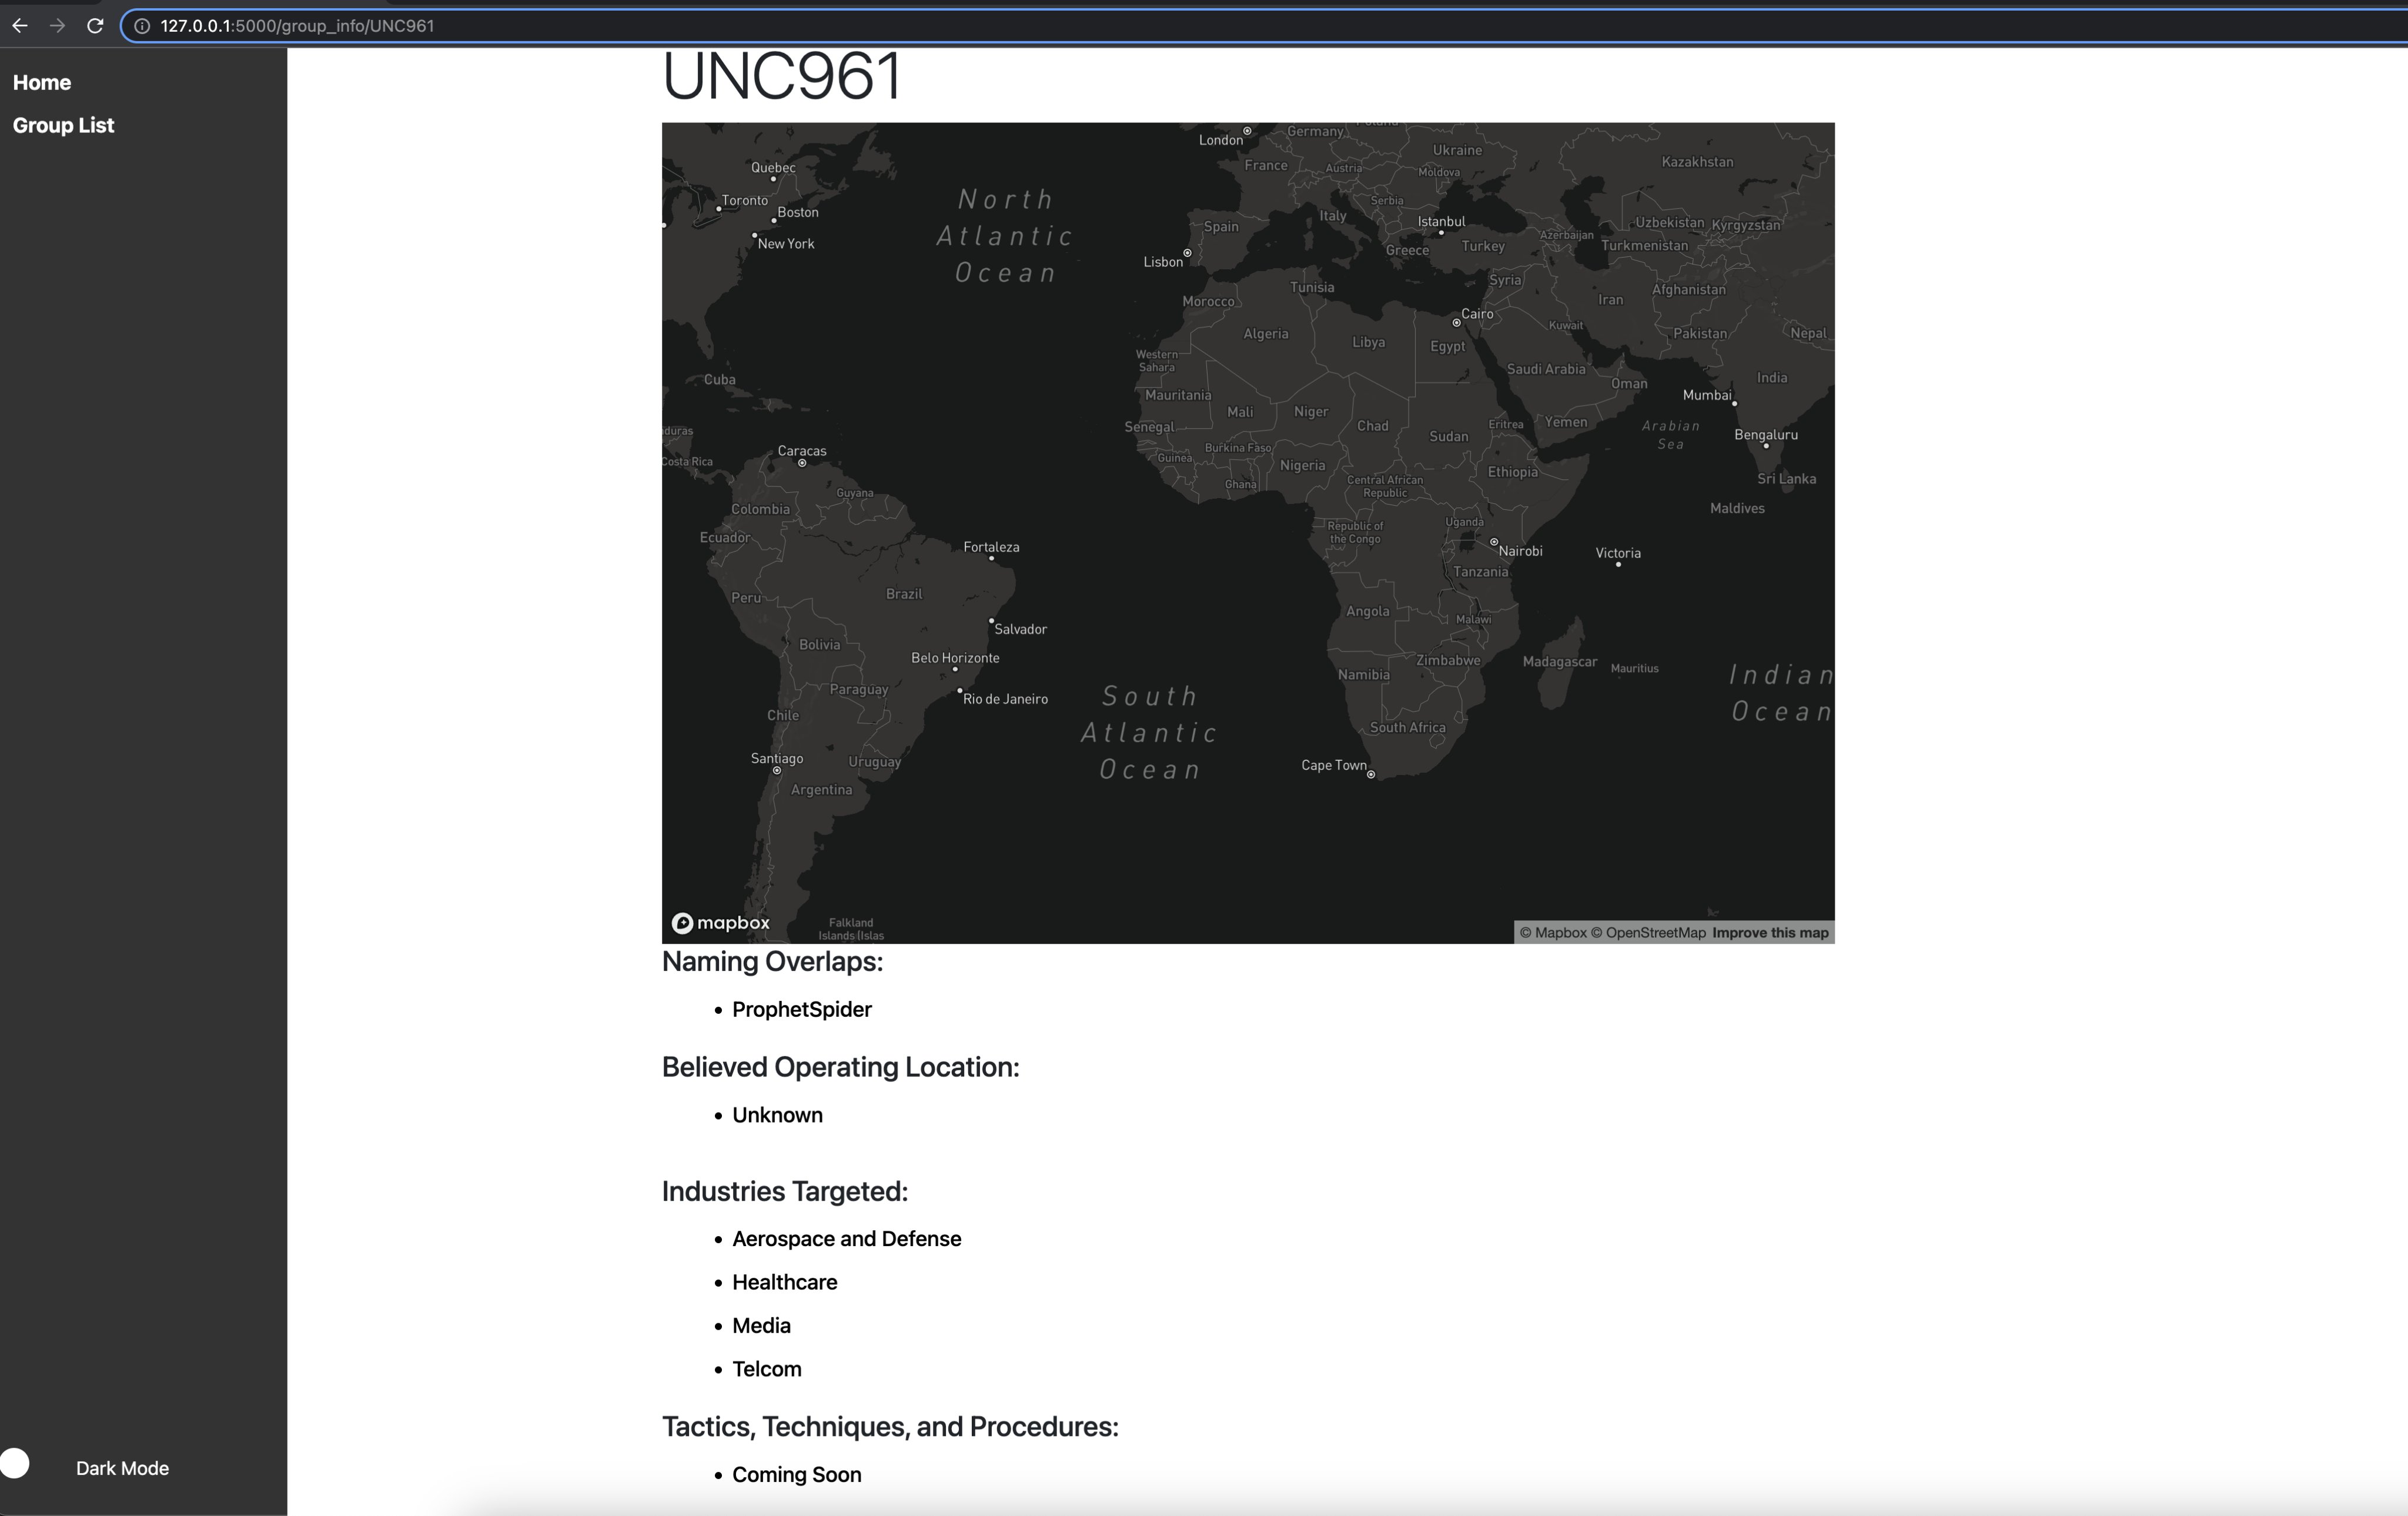 127.0.0.1:5000/group_info/UNC961
Home
Group List
Dark Mode
UNC961
London
Germany
Ukraine
Kazakhstan
France
Austria
Moldova
Quebec
Toronto
Boston
New York
North
Atlantic
Ocean
Serbia
Italy
Istanbul
Spain
Uzbekistan
Kyrgyzstan
Azerbaijan
Turkmenistan
Greece
Turkey
Lisbon
Syria
Tunisia
Afghanistan
Morocco
Iran
Cairo
Kuwait
Algeria
Libya
Egypt
Pakistan
Nepal
Western
Sahara
Saudi Arabia
Cuba
Oman
India
Mauritania
Mumbai
Mali
Niger
Chad
Senegal
Sudan
Eritrea
Yemen
Arabian
Sea
Bengaluru
duras
Costa Rica
Caracas
Guinea
Burkina Faso
Nigeria
Ethiopia
Ghana
Central African
Republic
Sri Lanka
Guyana
Colombia
Maldives
Ecuador
Republic of
the Congo
Uganda
Nairobi
Victoria
Fortaleza
Tanzania
Peru
Brazil
Angola
Malawi
Salvador
Bolivia
Belo Horizonte
Zimbabwe
Madagascar
Mauritius
Namibia
Indian
Ocean
Paraguay
Rio de Janeiro
South
Atlantic
Ocean
Chile
South Africa
Santiago
Uruguay
Cape Town
Argentina
Falkland
Islands (Islas
mapbox
© Mapbox © OpenStreetMap Improve this map
Naming Overlaps:
• ProphetSpider
Believed Operating Location:
• Unknown
Industries Targeted:
• Aerospace and Defense
• Healthcare
• Media
• Telcom
Tactics, Techniques, and Procedures:
• Coming Soon